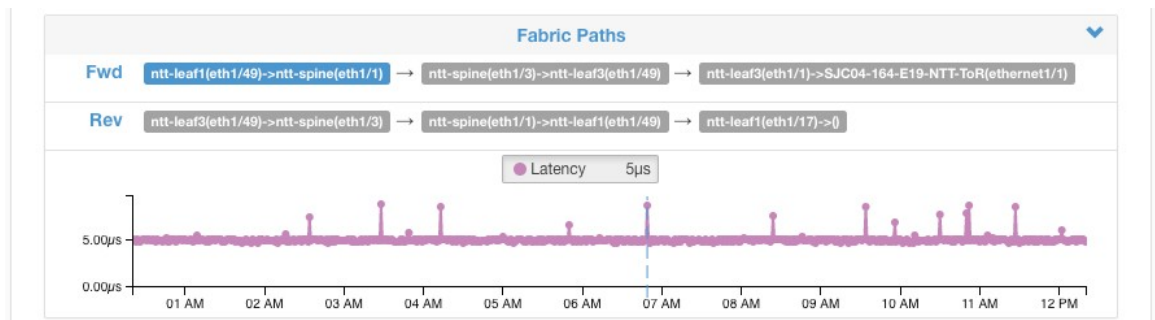 Fabric Paths
Fwd ntt-leaf1(eth1/49)->ntt-spine(eth1/1) → ntt-spine(eth1/3)->ntt-leaf3(eth1/49) → ntt-leaf3(eth1/1)->SJC04-164-E19-NTT-ToR(ethernet1/1)
Rev ntt-leaf3(eth1/49)->ntt-spine(eth1/3) → ntt-spine(eth1/1)->ntt-leaf1(eth1/49) → ntt-leaf1(eth1/17)->()
Latency 5µs
5.00µs
0.00µs
01 AM 02 AM 03 AM 04 AM 05 AM 06 AM 07 AM 08 AM 09 AM 10 AM 11 AM 12 PM